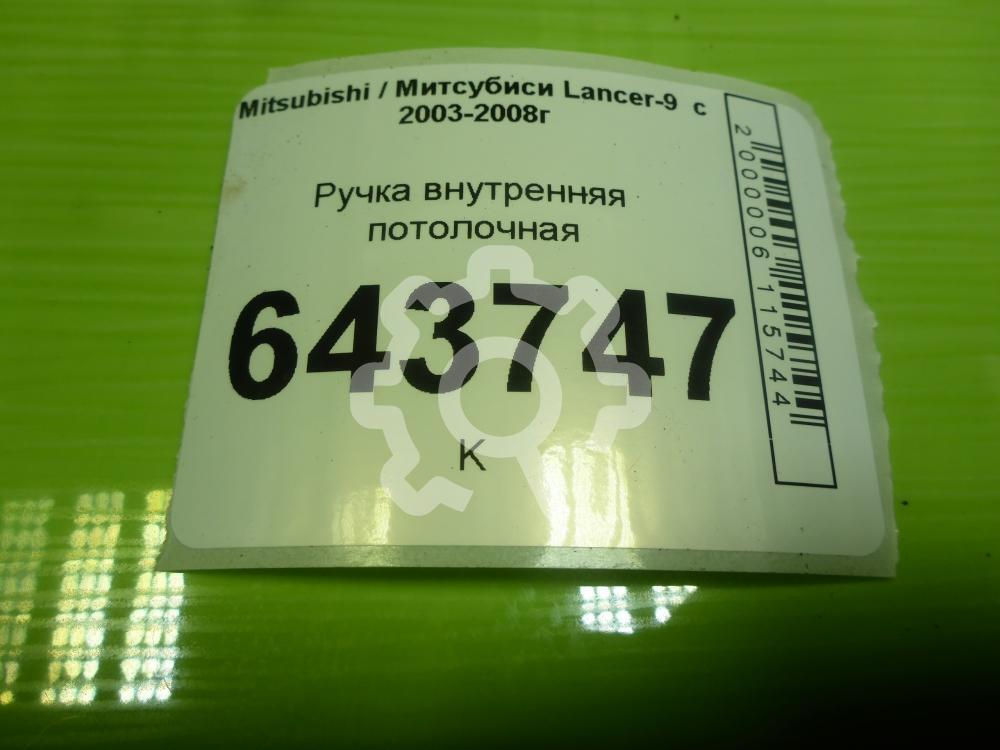 Mitsubishi / Митсубиси Lancer-9 с
2003-2008г
Ручка внутренняя
потолочная
643747
К
2000006115744